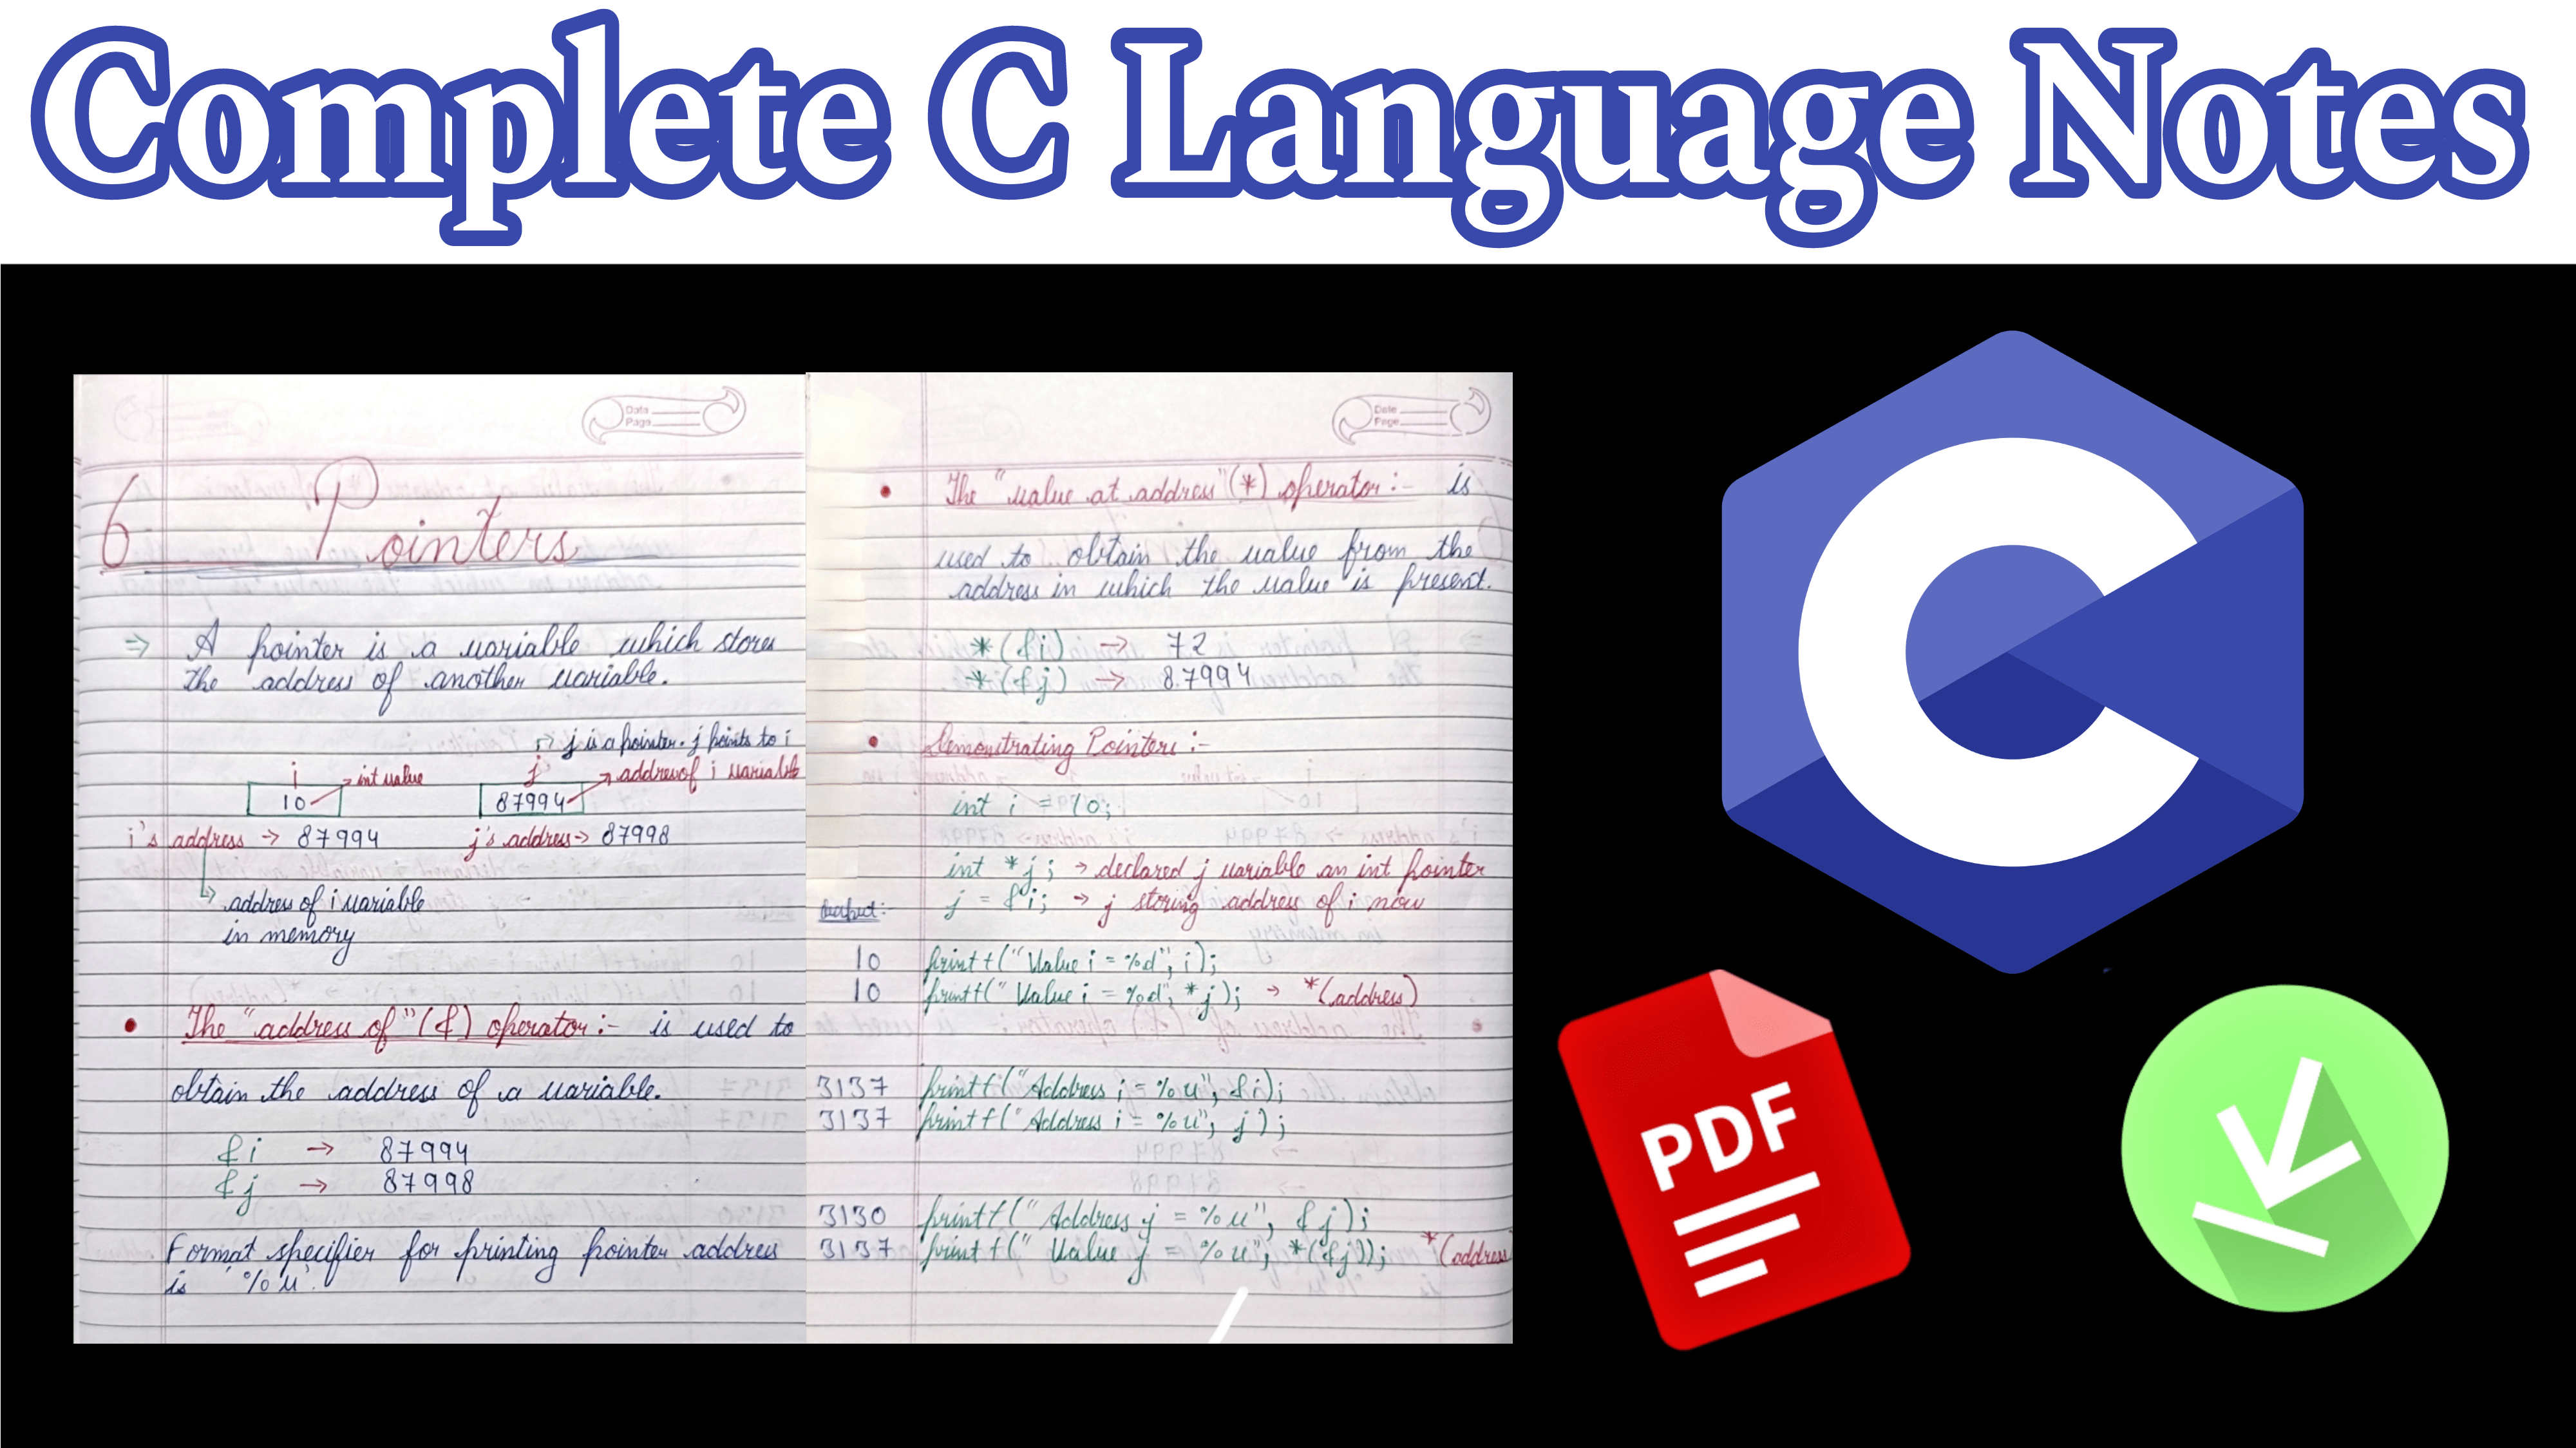 Complete C Language Notes
Date
Page
6 Pointers
⇒ A pointer is a variable which stores
the address of another variable.
→ j is a pointer. j points to i
i → int value
j → address of i variable
10
87994
i's address → 87994
j's address → 87998
↳ address of i variable
in memory
• The "address of" (&) operator :- is used to
obtain the address of a variable.
&i → 87994
&j → 87998
Format specifier for printing pointer address
is '%u'.
Date
Page
• The "value at address" (*) operator :- is
used to obtain the value from the
address in which the value is present.
*(&i) → 72
*(&j) → 87994
• Demonstrating Pointers :-
int i = 10;
int *j; → declared j variable an int pointer
j = &i; → j storing address of i now
Output:-
10 printf("Value i = %d", i);
10 printf("Value i = %d", *j); → *(address)
3137 printf("Address i = %u", &i);
3137 printf("Address i = %u", j);
3130 printf("Address j = %u", &j);
3137 printf("Value j = %u", *(&j)); *(address
PDF